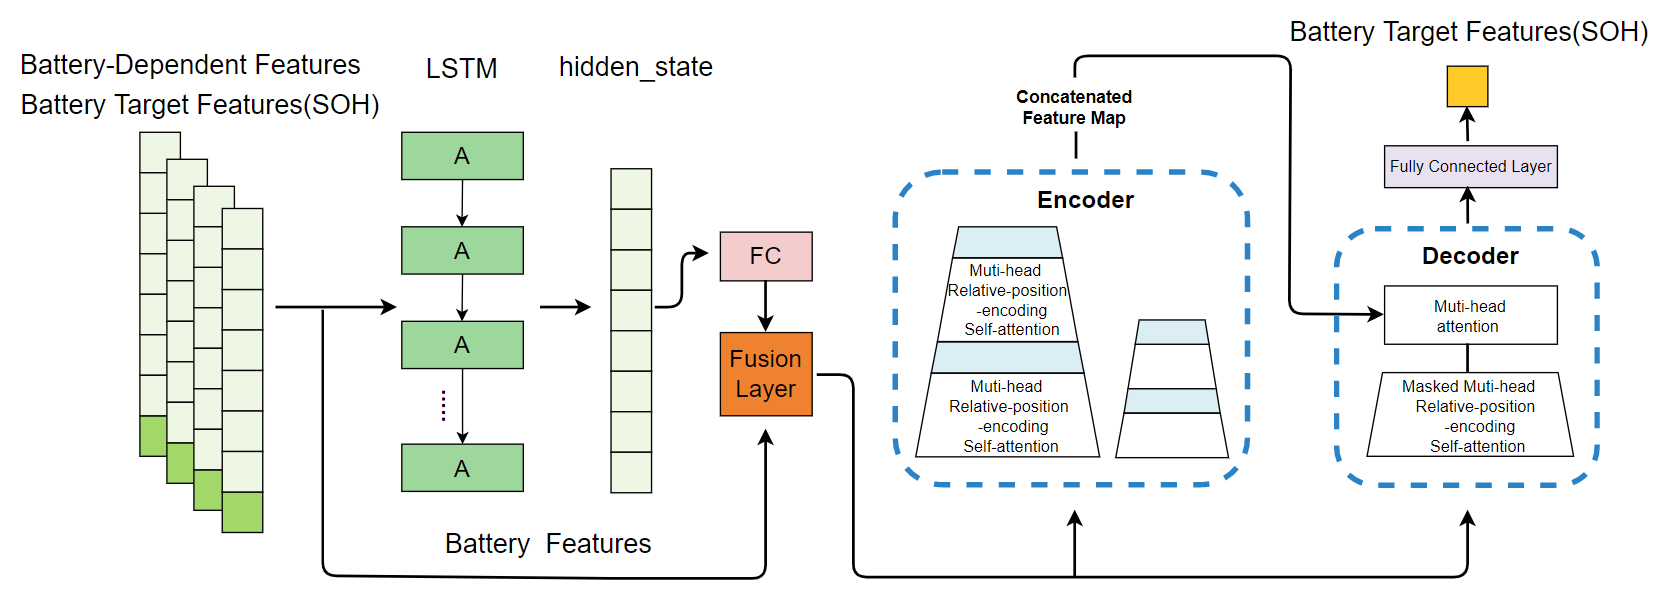 Battery-Dependent Features
Battery Target Features(SOH)
LSTM
hidden_state
A
A
A
A
FC
Fusion
Layer
Battery Features
Concatenated
Feature Map
Encoder
Muti-head
Relative-position
-encoding
Self-attention
Muti-head
Relative-position
-encoding
Self-attention
Battery Target Features(SOH)
Fully Connected Layer
Decoder
Muti-head
attention
Masked Muti-head
Relative-position
-encoding
Self-attention